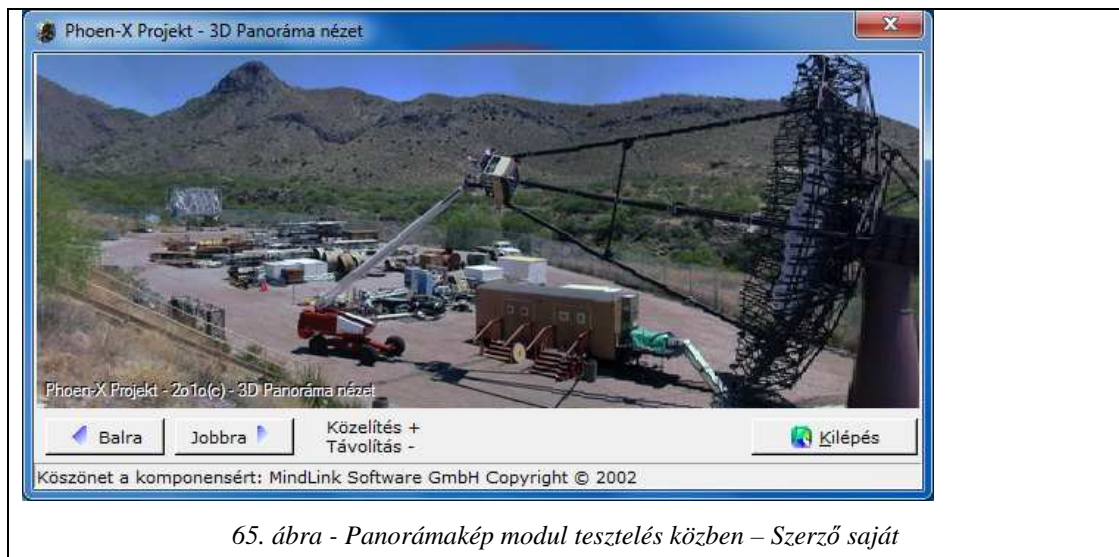 Phoen-X Projekt - 3D Panoráma nézet
Phoen-X Projekt - 2o1o(c) - 3D Panoráma nézet
Balra
Jobbra
Közelítés +
Távolítás -
Kilépés
Köszönet a komponensért: MindLink Software GmbH Copyright © 2002
65. ábra - Panorámakép modul tesztelés közben – Szerző saját